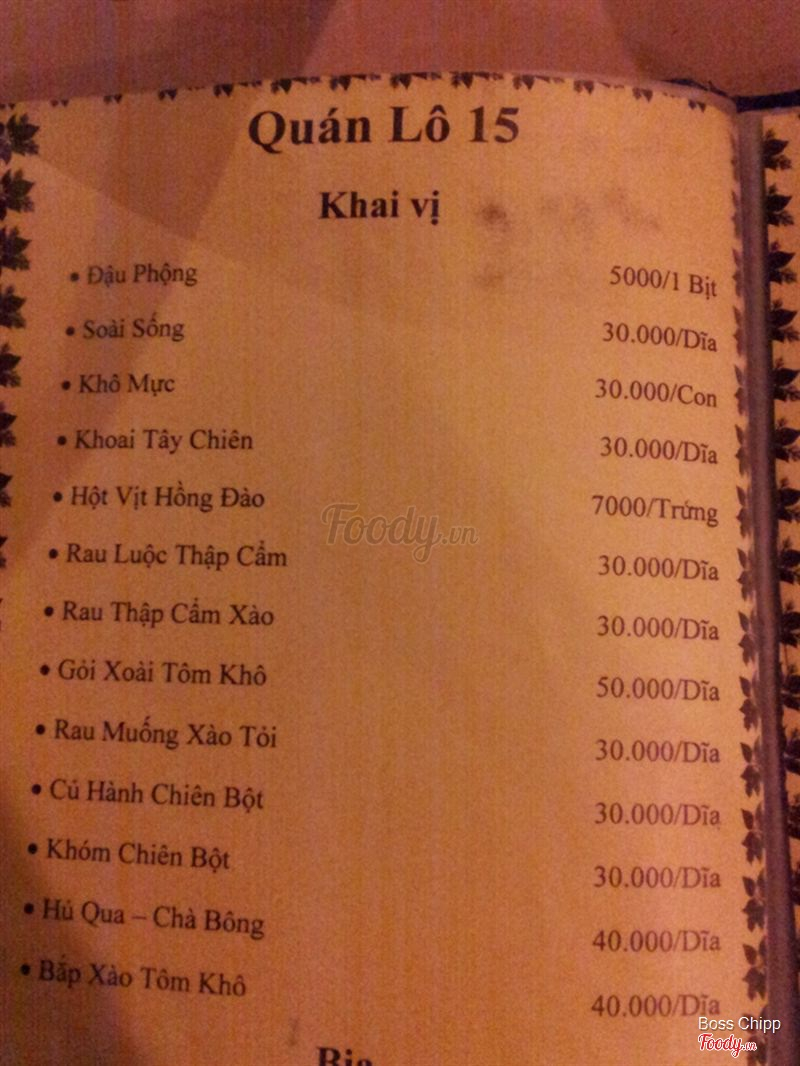 Quán Lô 15
Khai vị
• Đậu Phộng 5000/1 Bịt
• Soài Sống 30.000/Dĩa
• Khô Mực 30.000/Con
• Khoai Tây Chiên 30.000/Dĩa
• Hột Vịt Hồng Đào 7000/Trứng
Foody.vn
• Rau Luộc Thập Cẩm 30.000/Dĩa
• Rau Thập Cẩm Xào 30.000/Dĩa
• Gỏi Xoài Tôm Khô 50.000/Dĩa
• Rau Muống Xào Tỏi 30.000/Dĩa
• Củ Hành Chiên Bột 30.000/Dĩa
• Khóm Chiên Bột 30.000/Dĩa
• Hủ Qua – Chà Bông 40.000/Dĩa
• Bắp Xào Tôm Khô 40.000/Dĩa
Bia
Boss Chipp
Foody.vn